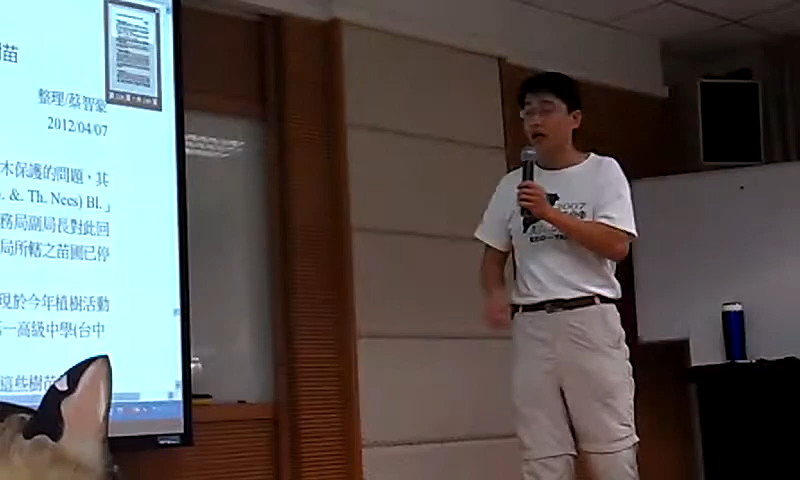 苗
整理/蔡智豪
2012/04/07
木保護的問題，其
. &. Th. Nees) Bl.」
務局副局長對此回
局所轄之苗圃已停
現於今年植樹活動
一高級中學(台中
這些樹苗
2007